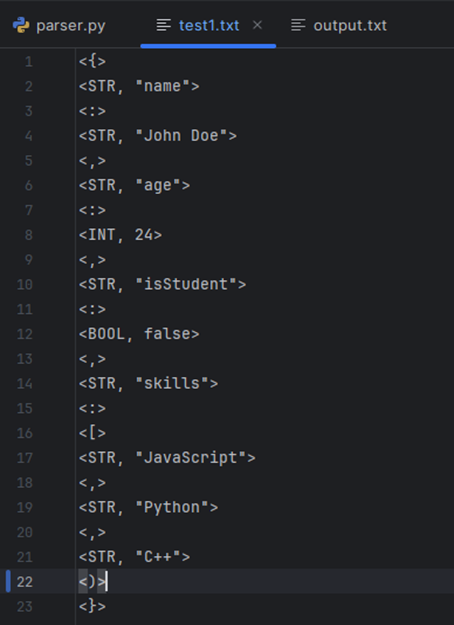 parser.py test1.txt output.txt
1 <{>
2 <STR, "name">
3 <:>
4 <STR, "John Doe">
5 <,>
6 <STR, "age">
7 <:>
8 <INT, 24>
9 <,>
10 <STR, "isStudent">
11 <:>
12 <BOOL, false>
13 <,>
14 <STR, "skills">
15 <:>
16 <[>
17 <STR, "JavaScript">
18 <,>
19 <STR, "Python">
20 <,>
21 <STR, "C++">
22 <)>
23 <}>